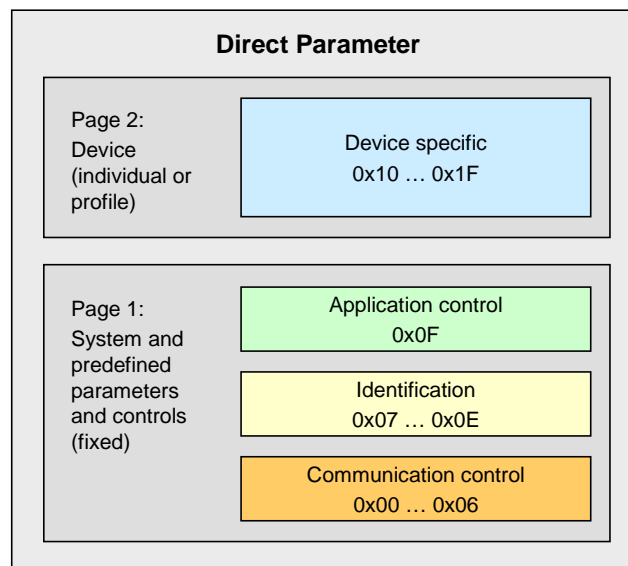 Direct Parameter
Page 2:
Device
(individual or
profile)
Device specific
0x10 … 0x1F
Page 1:
System and
predefined
parameters
and controls
(fixed)
Application control
0x0F
Identification
0x07 … 0x0E
Communication control
0x00 … 0x06